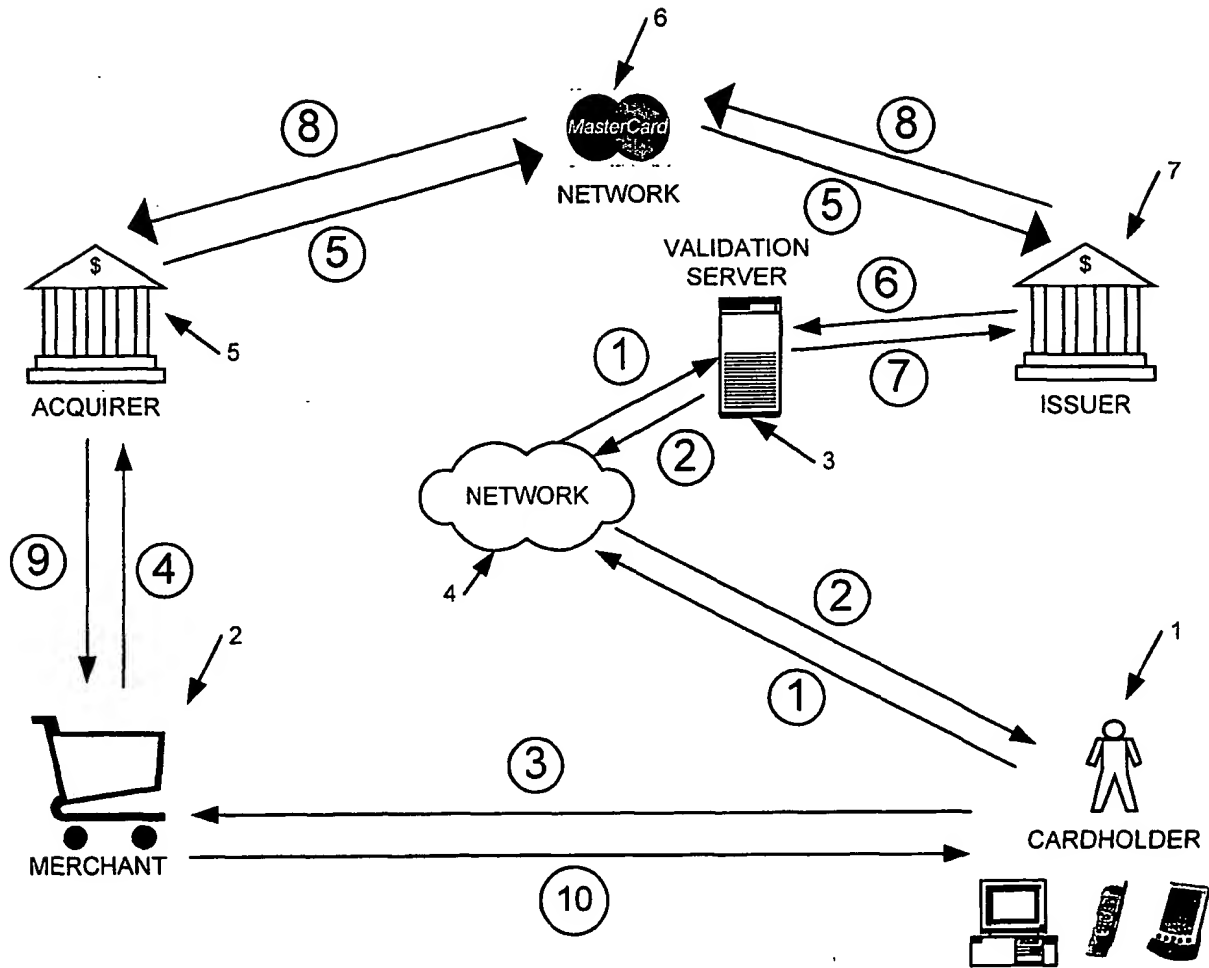 6
8
MasterCard
8
NETWORK
7
5
5
VALIDATION
SERVER
$
$
6
1
5
7
ACQUIRER
ISSUER
2
3
NETWORK
9
4
4
2
2
1
1
3
MERCHANT
CARDHOLDER
10